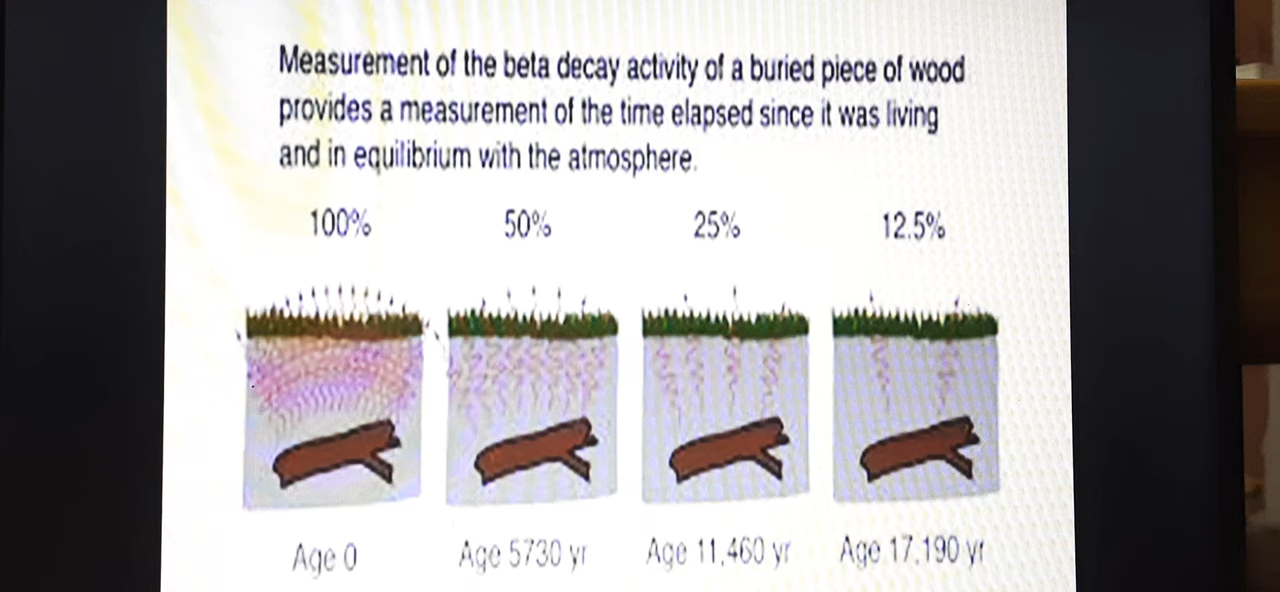 Measurement of the beta decay activity of a buried piece of wood
provides a measurement of the time elapsed since it was living
and in equilibrium with the atmosphere.
100% 50% 25% 12.5%
Age 0 Age 5730 yr Age 11,460 yr Age 17,190 yr